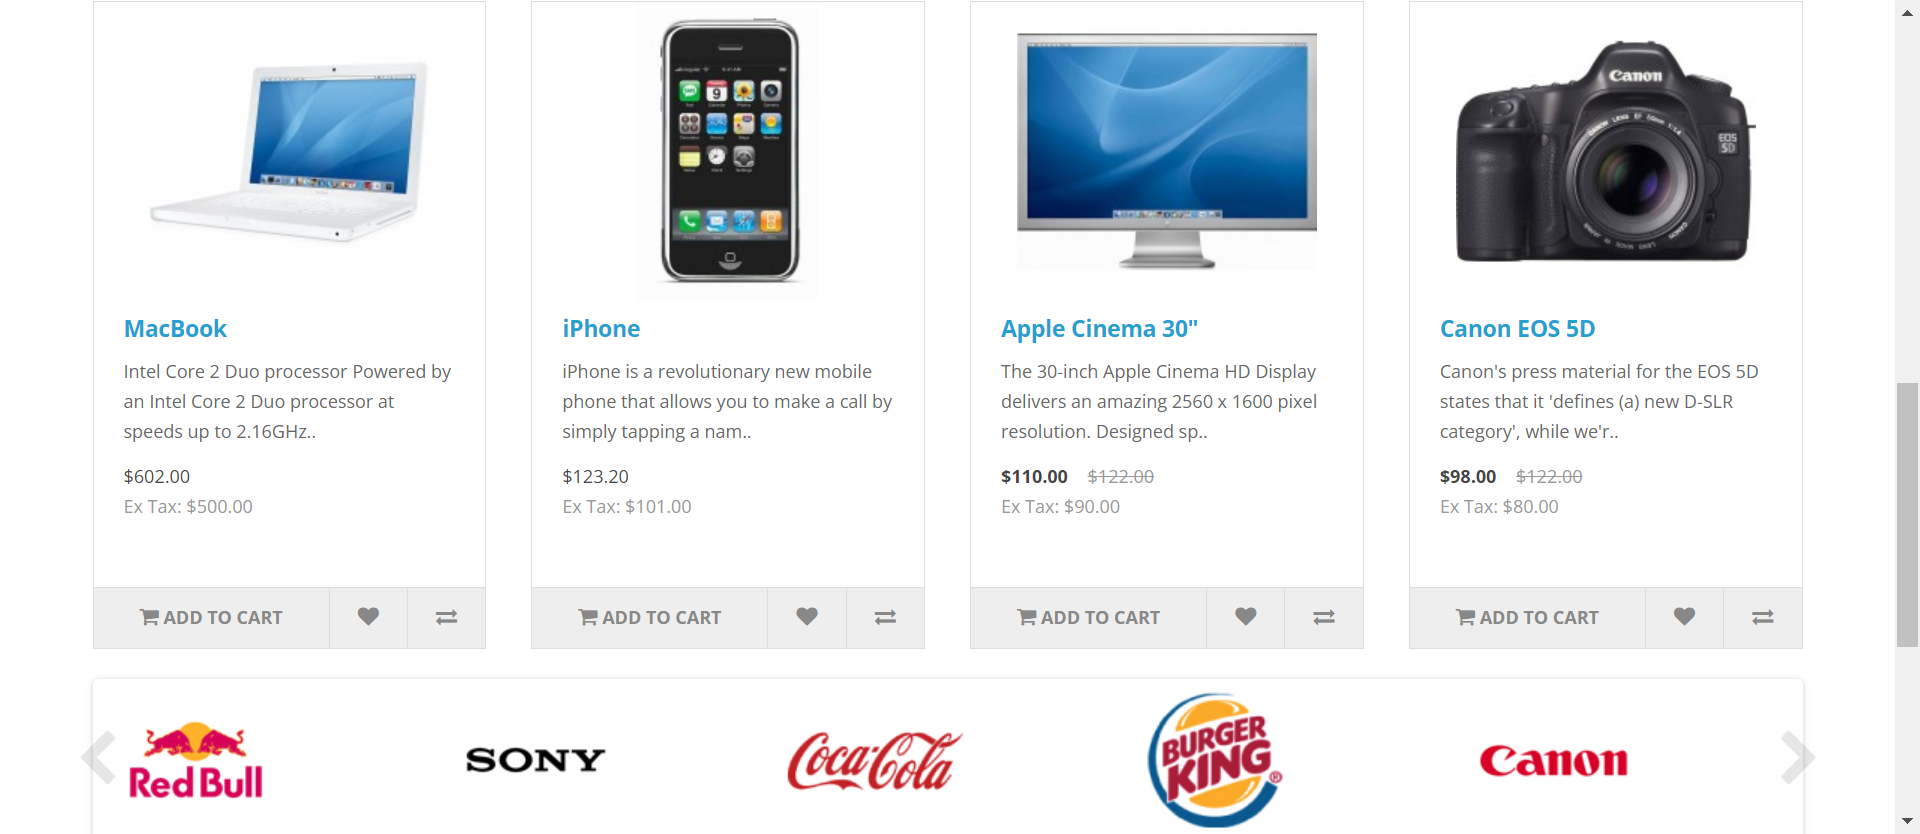 Canon
EOS
5D
MacBook
Intel Core 2 Duo processor Powered by
an Intel Core 2 Duo processor at
speeds up to 2.16GHz..
$602.00
Ex Tax: $500.00
ADD TO CART
iPhone
iPhone is a revolutionary new mobile
phone that allows you to make a call by
simply tapping a nam..
$123.20
Ex Tax: $101.00
ADD TO CART
Apple Cinema 30"
The 30-inch Apple Cinema HD Display
delivers an amazing 2560 x 1600 pixel
resolution. Designed sp..
$110.00 $122.00
Ex Tax: $90.00
ADD TO CART
Canon EOS 5D
Canon's press material for the EOS 5D
states that it 'defines (a) new D-SLR
category', while we'r..
$98.00 $122.00
Ex Tax: $80.00
ADD TO CART
Red Bull
SONY
Coca-Cola
BURGER
KING®
Canon